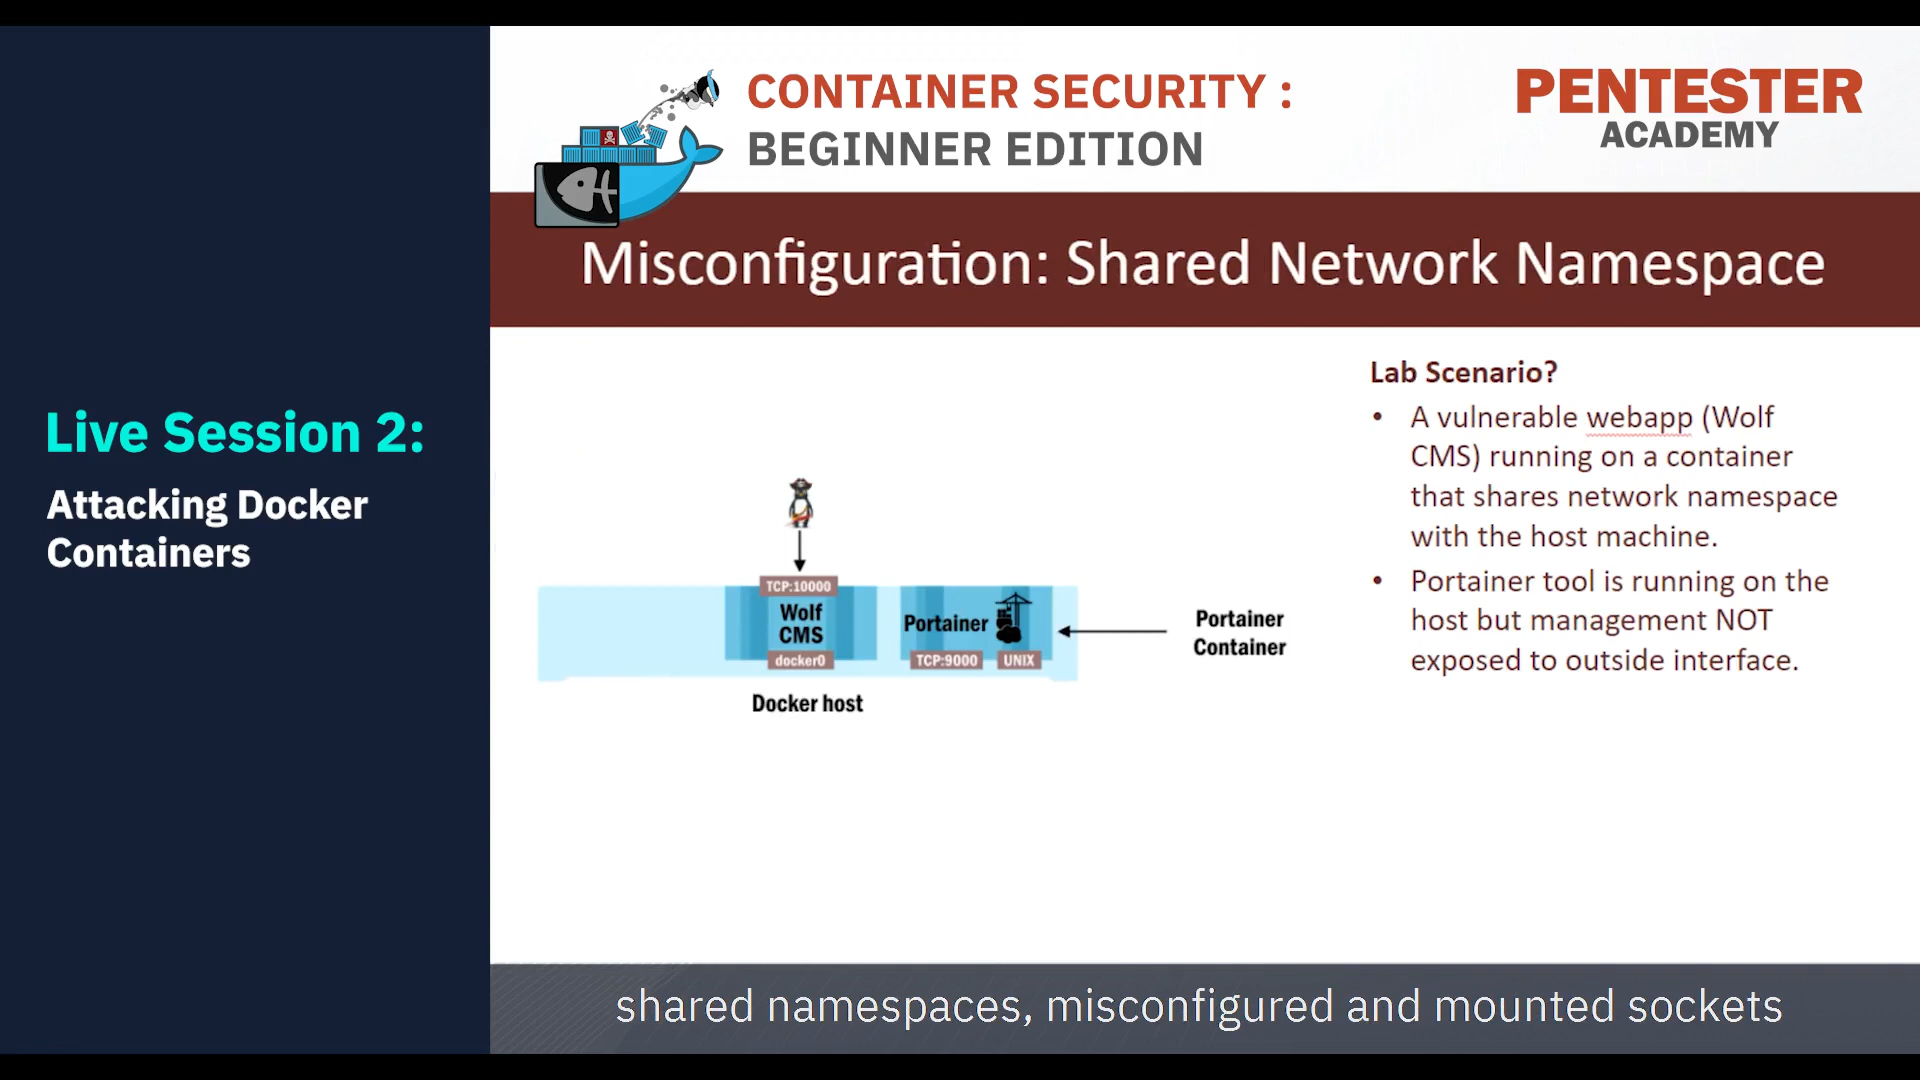 CONTAINER SECURITY :
BEGINNER EDITION
PENTESTER
ACADEMY
Misconfiguration: Shared Network Namespace
Live Session 2:
Attacking Docker
Containers
Lab Scenario?
• A vulnerable webapp (Wolf
CMS) running on a container
that shares network namespace
with the host machine.
• Portainer tool is running on the
host but management NOT
exposed to outside interface.
TCP:10000
Wolf
CMS
docker0
Portainer
TCP:9000
UNIX
Portainer
Container
Docker host
shared namespaces, misconfigured and mounted sockets